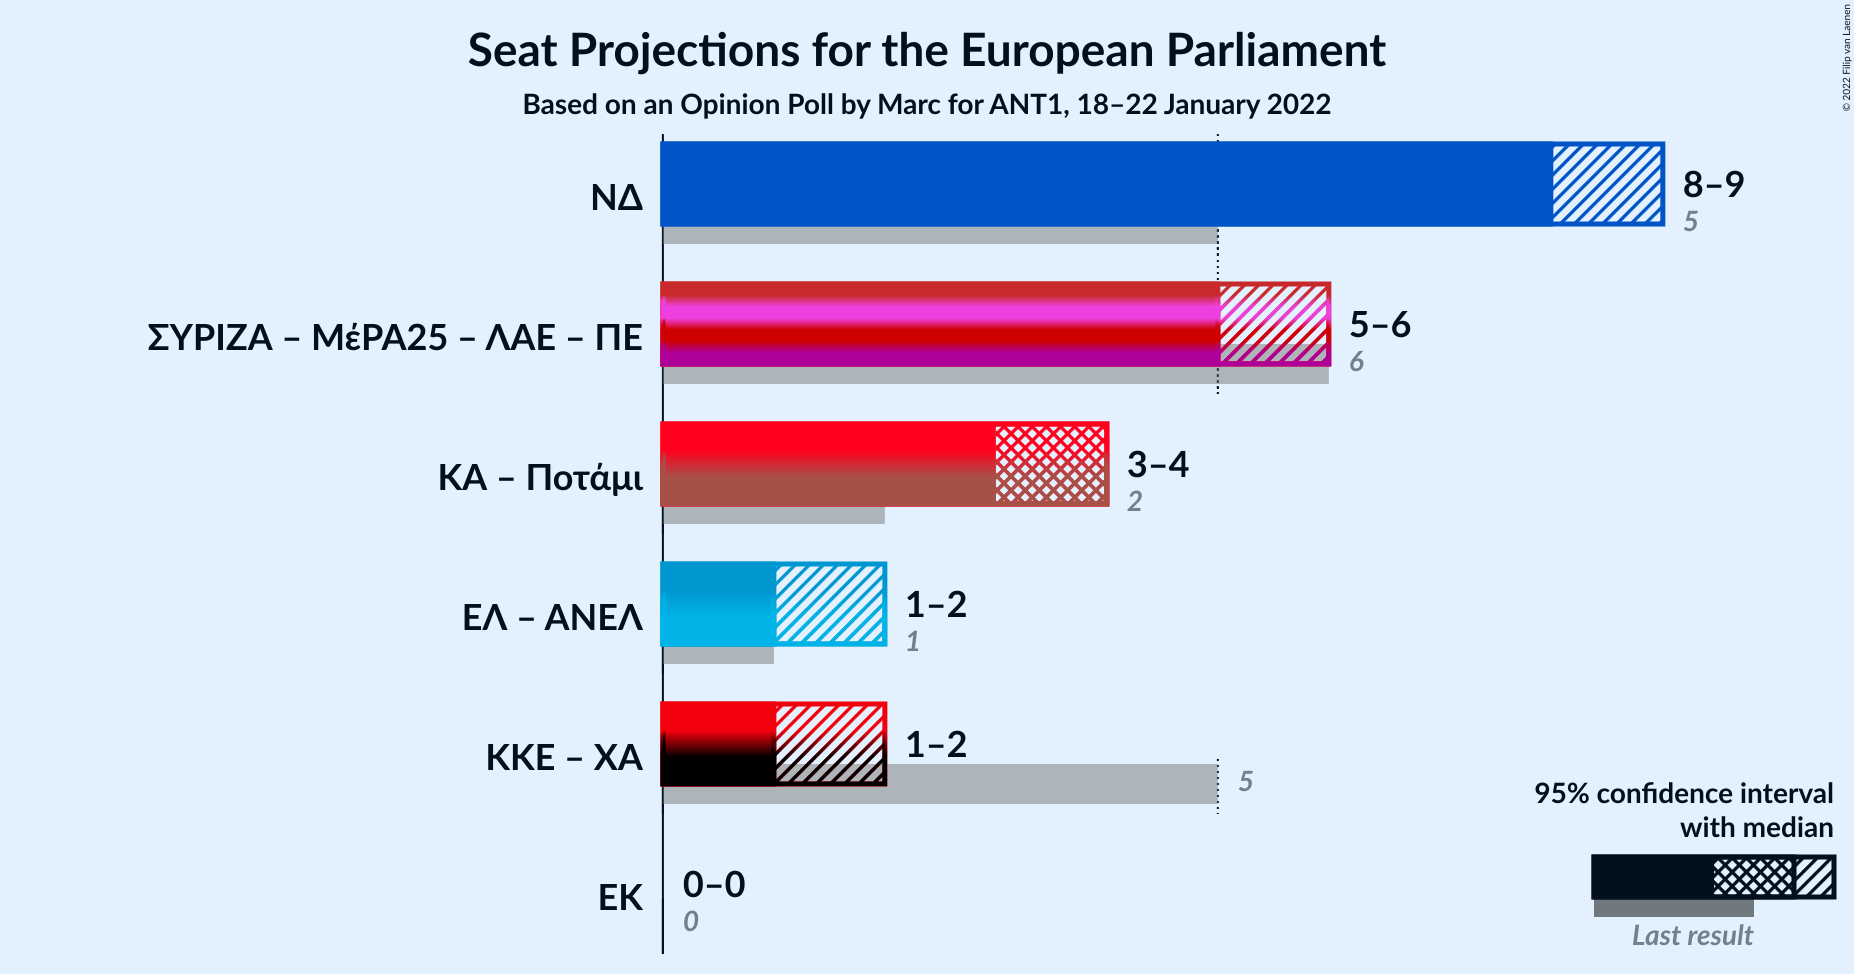 Seat Projections for the European Parliament
Based on an Opinion Poll by Marc for ANT1, 18–22 January 2022
© 2022 Filip van Laenen
ΝΔ
8–9
5
ΣΥΡΙΖΑ – ΜέΡΑ25 – ΛΑΕ – ΠΕ
5–6
6
ΚΑ – Ποτάμι
3–4
2
ΕΛ – ΑΝΕΛ
1–2
1
ΚΚΕ – ΧΑ
1–2
5
ΕΚ
0–0
0
95% confidence interval
with median
Last result